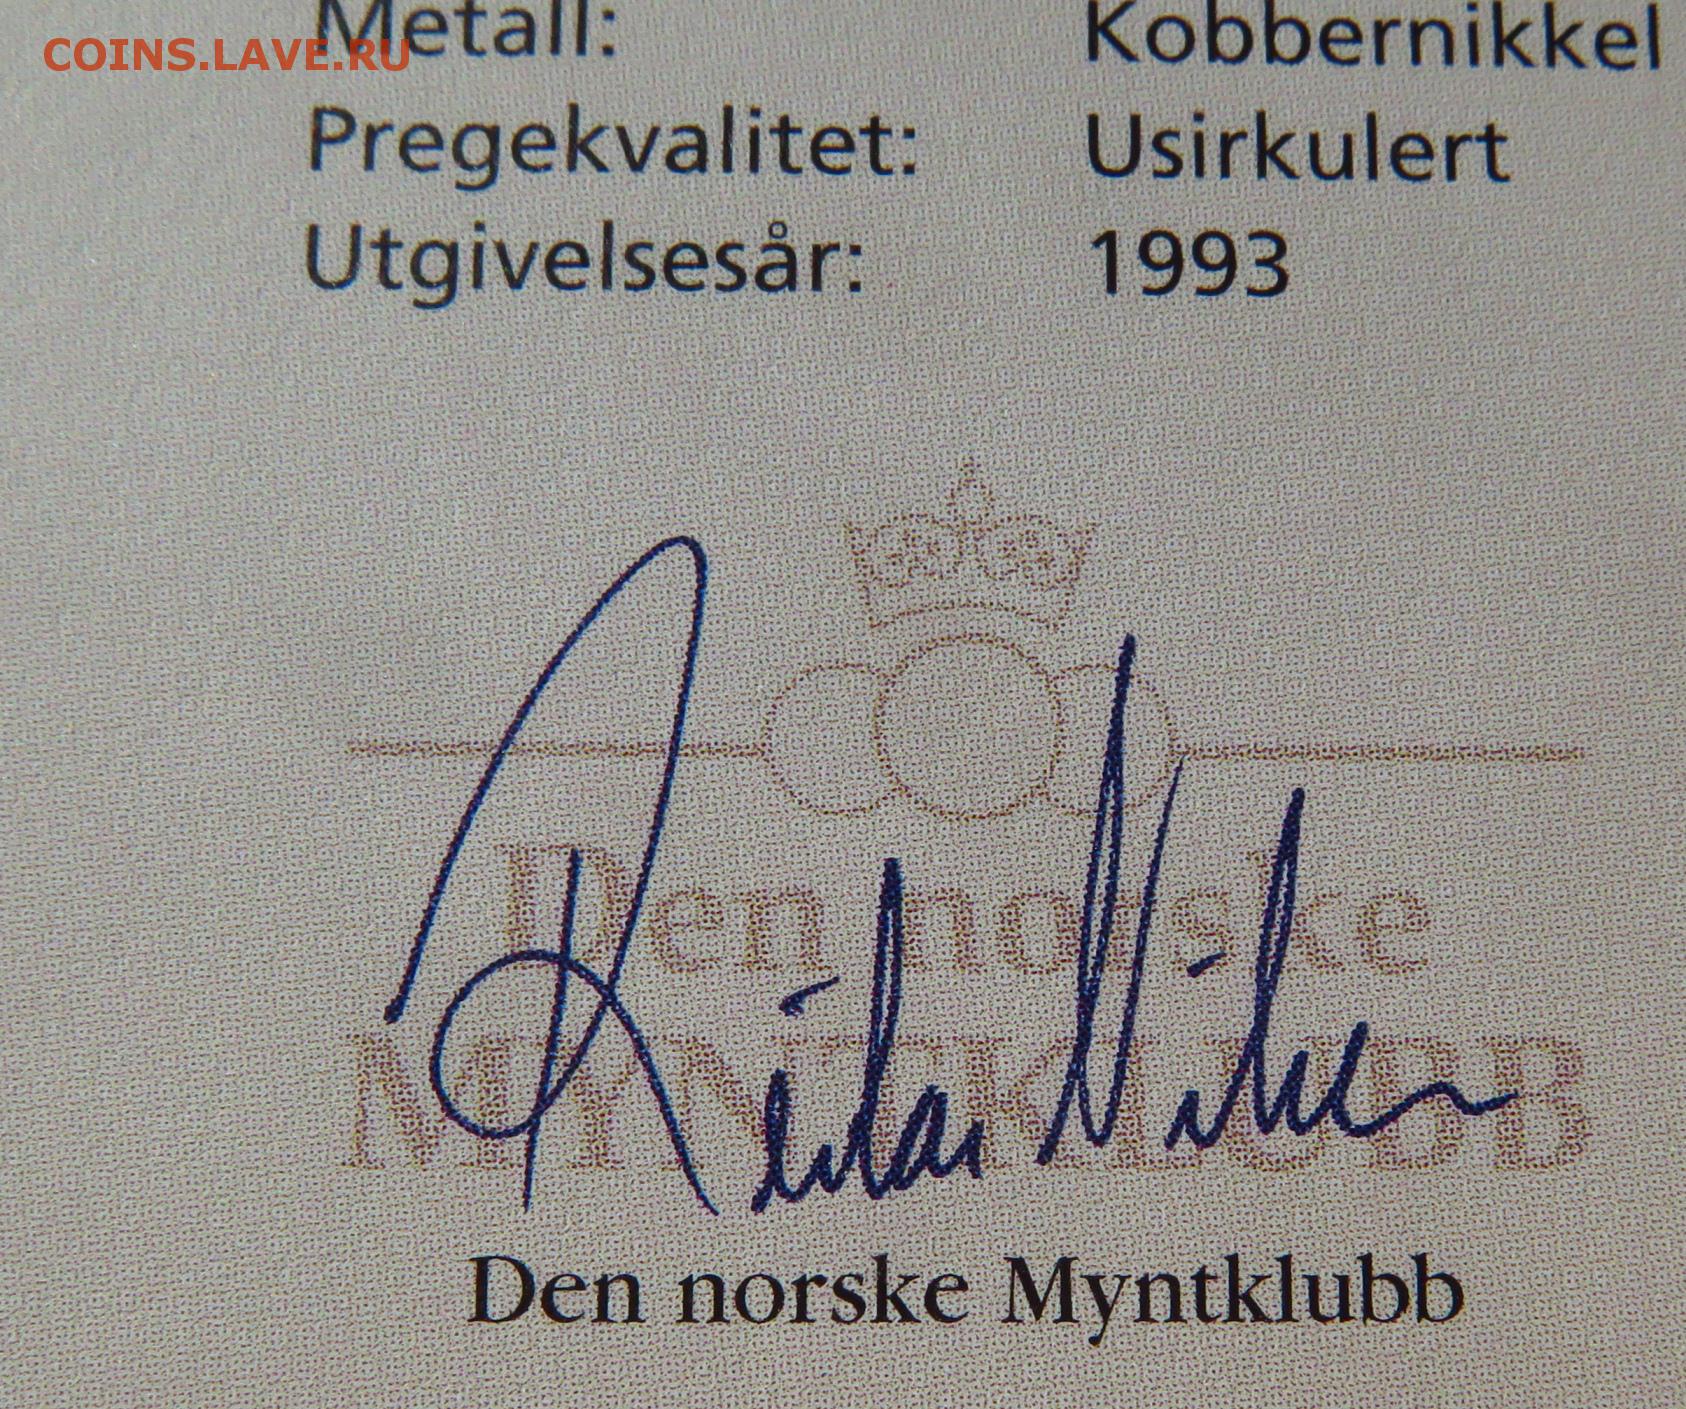 COINS.LAVE.RU
Metall: Kobbernikkel
Pregekvalitet: Usirkulert
Utgivelsesår: 1993
Den norske
MYNTKLUBB
Den norske Myntklubb